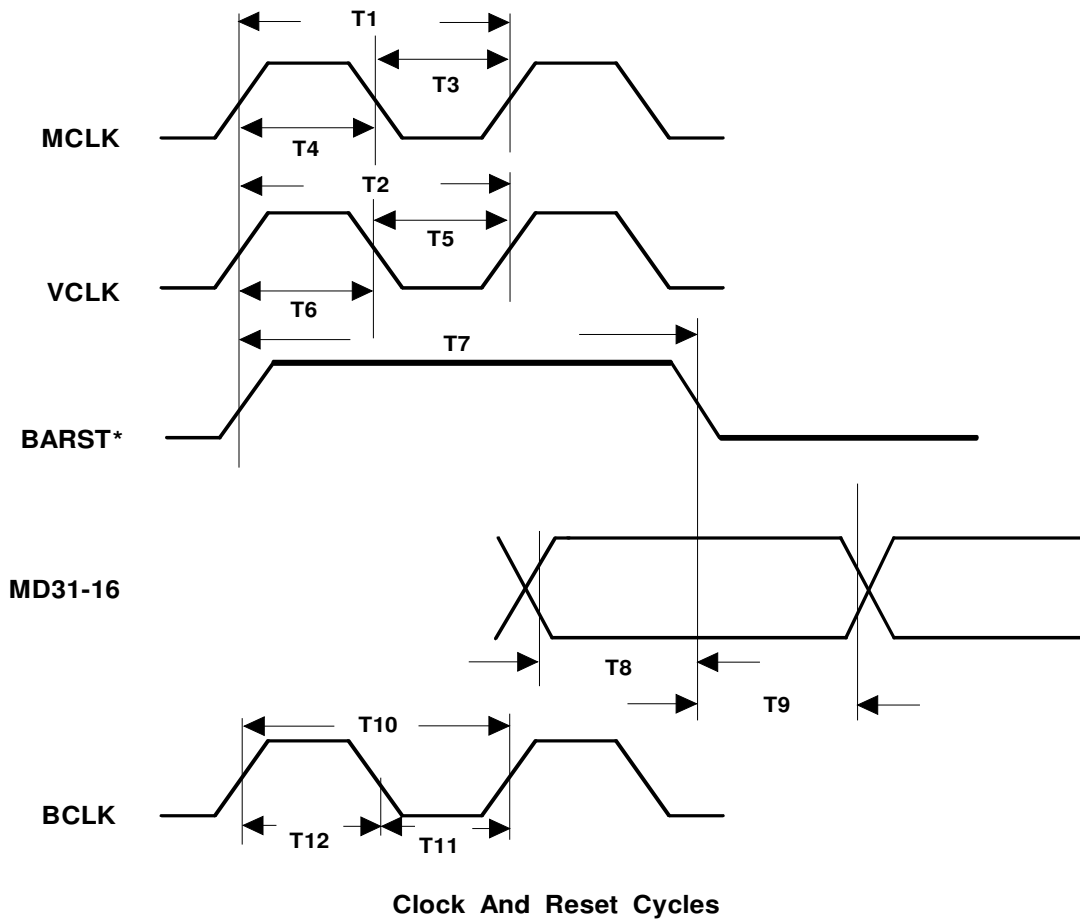 T1
T3
MCLK
T4
T2
T5
VCLK
T6
T7
BARST*
MD31-16
T8
T9
T10
BCLK
T12
T11
Clock And Reset Cycles